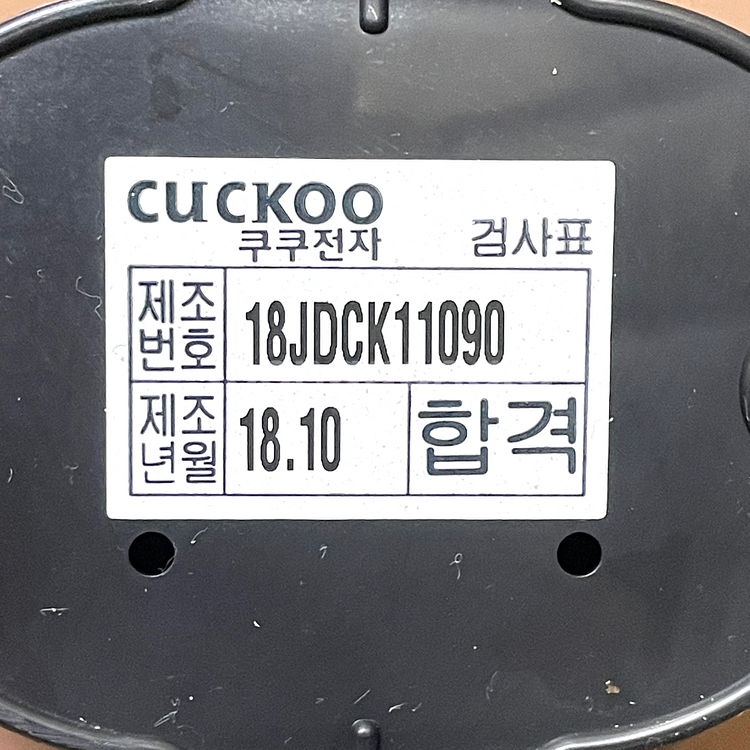 CUCKOO
쿠쿠전자 검사표
제조
번호 18JDCK11090
제조
년월 18.10 합격